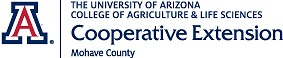 A
THE UNIVERSITY OF ARIZONA
COLLEGE OF AGRICULTURE & LIFE SCIENCES
Cooperative Extension
Mohave County